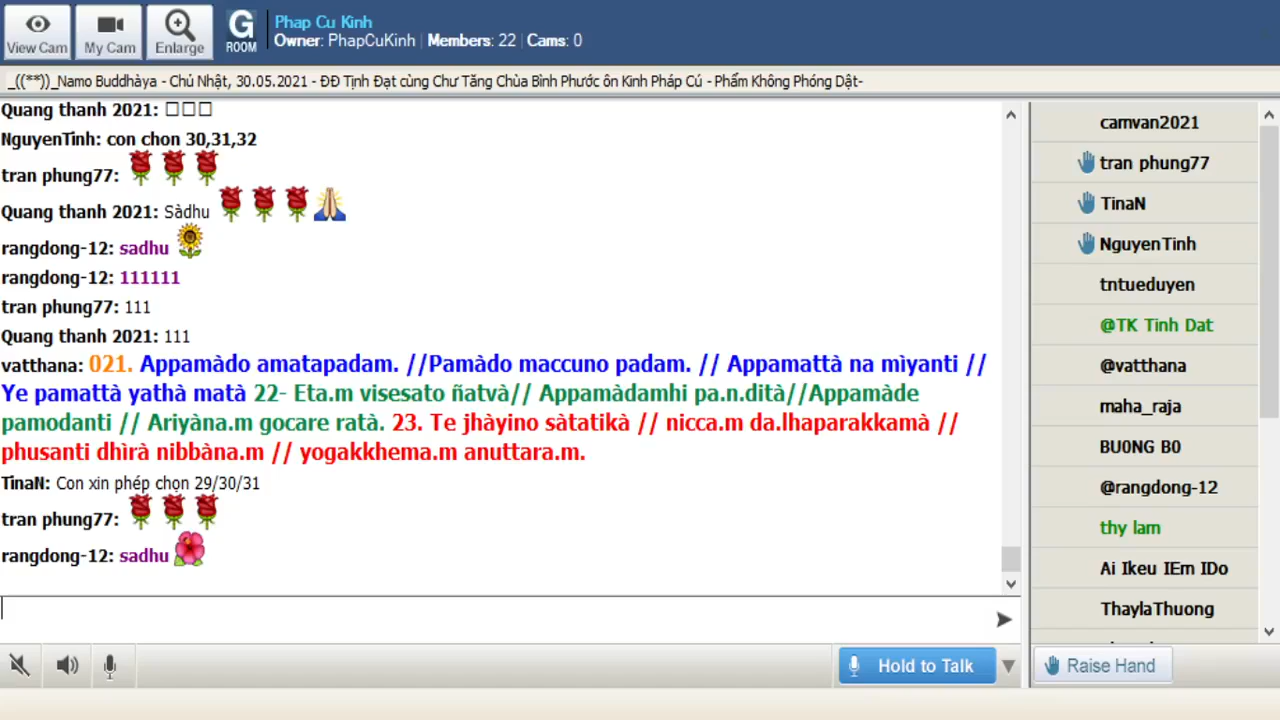 Phap Cu Kinh
Owner: PhapCuKinh | Members: 22 | Cams: 0
View Cam
My Cam
Enlarge
G ROOM
_((**))_Namo Buddhàya - Chủ Nhật, 30.05.2021 - ĐĐ Tịnh Đạt cùng Chư Tăng Chùa Bình Phước ôn Kinh Pháp Cú - Phẩm Không Phóng Dật-
Quang thanh 2021: □□□
NguyenTinh: con chon 30,31,32
tran phung77:
Quang thanh 2021: Sàdhu
rangdong-12: sadhu
rangdong-12: 111111
tran phung77: 111
Quang thanh 2021: 111
vatthana: 021. Appamàdo amatapadam. //Pamàdo maccuno padam. // Appamattà na mìyanti //
Ye pamattà yathà matà 22- Eta.m visesato ñatvà// Appamàdamhi pa.n.dità//Appamàde
pamodanti // Ariyàna.m gocare ratà. 23. Te jhàyino sàtatikà // nicca.m da.lhaparakkamà //
phusanti dhìrà nibbàna.m // yogakkhema.m anuttara.m.
TinaN: Con xin phép chọn 29/30/31
tran phung77:
rangdong-12: sadhu
Hold to Talk
camvan2021
tran phung77
TinaN
NguyenTinh
tntueduyen
@TK Tinh Dat
@vatthana
maha_raja
BU0NG B0
@rangdong-12
thy lam
Ai Ikeu IEm IDo
ThaylaThuong
Raise Hand